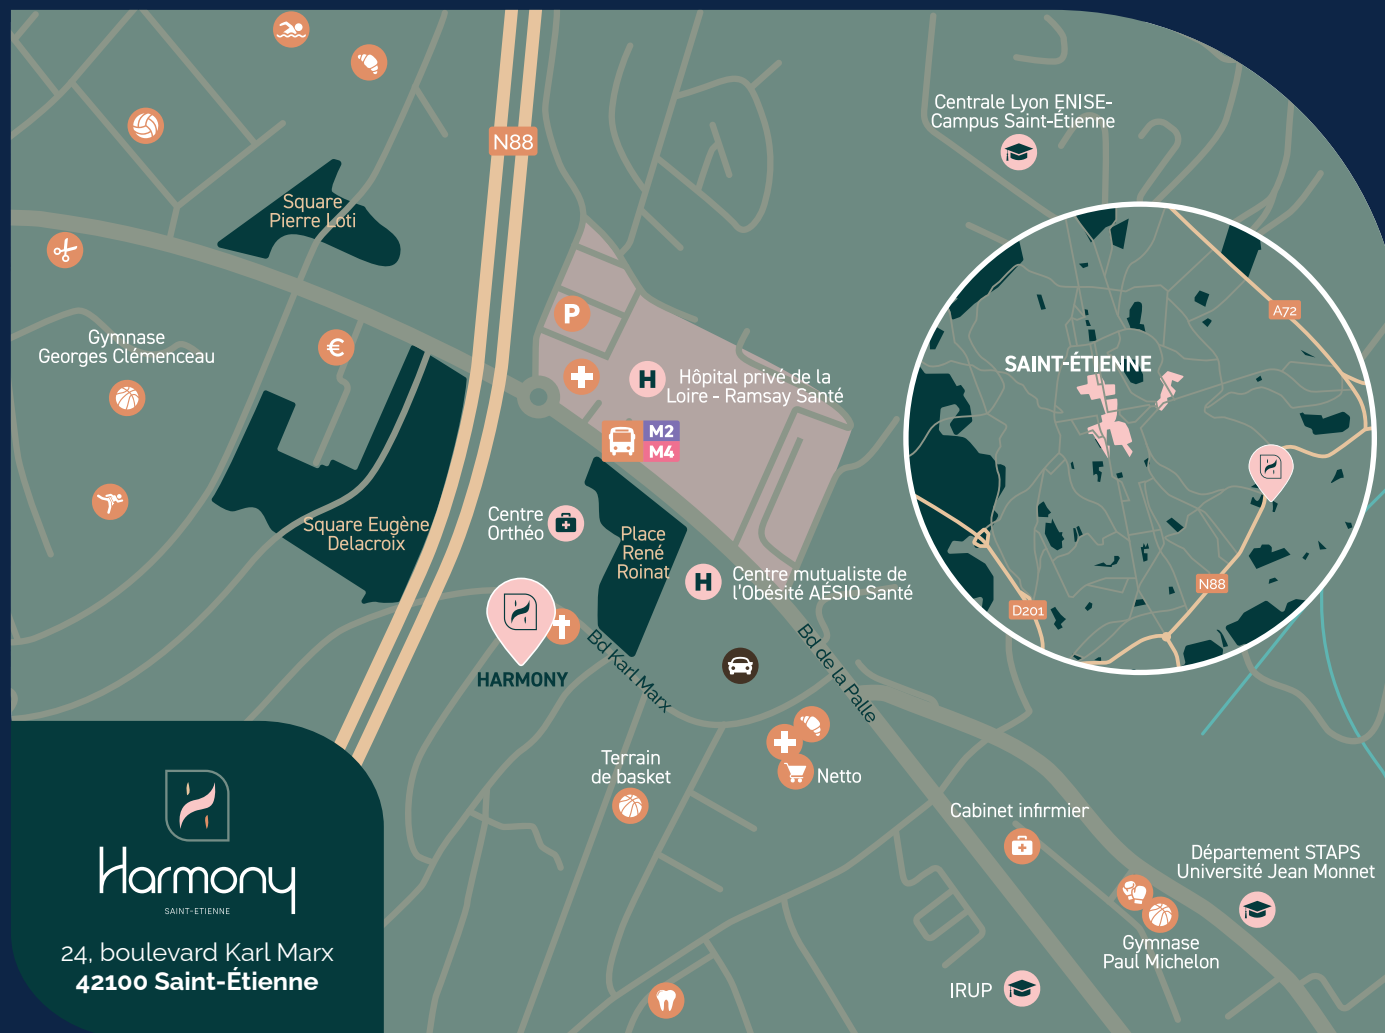 Centrale Lyon ENISE-
Campus Saint-Étienne
N88
Square
Pierre Loti
A72
P
Gymnase
Georges Clémenceau
€
SAINT-ÉTIENNE
H
Hôpital privé de la
Loire - Ramsay Santé
M2
M4
Centre
Orthéo
Square Eugène
Delacroix
Place
René
Roinat
H
Centre mutualiste de
l'Obésité AÉSIO Santé
N88
D201
Bd Karl Marx
Bd de la Palle
HARMONY
Terrain
de basket
Netto
Cabinet infirmier
Département STAPS
Université Jean Monnet
Gymnase
Paul Michelon
IRUP
Harmony
SAINT-ETIENNE
24, boulevard Karl Marx
42100 Saint-Étienne